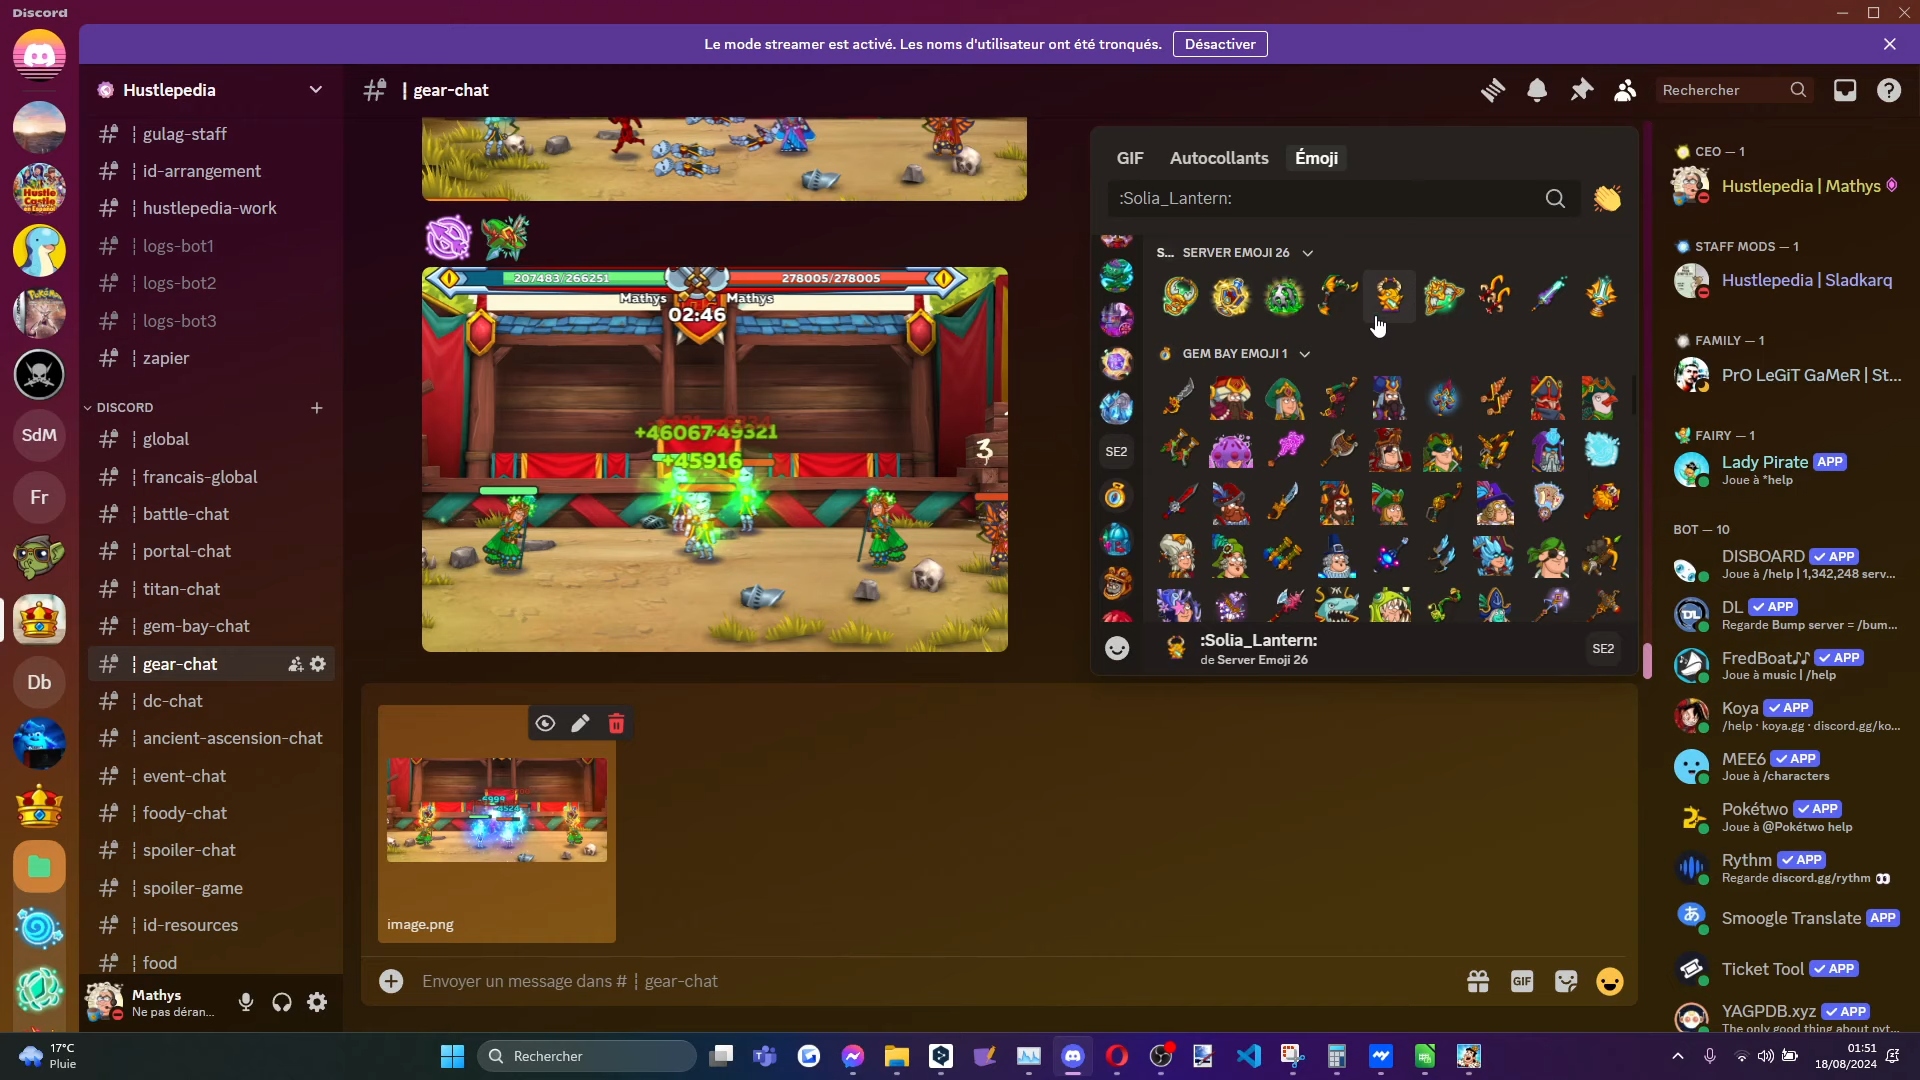 Discord
Le mode streamer est activé. Les noms d'utilisateur ont été tronqués.
Désactiver
Hustlepedia
| gear-chat
Rechercher
¦ gulag-staff
¦ id-arrangement
¦ hustlepedia-work
¦ logs-bot1
¦ logs-bot2
¦ logs-bot3
¦ zapier
DISCORD
¦ global
¦ francais-global
¦ battle-chat
¦ portal-chat
¦ titan-chat
¦ gem-bay-chat
¦ gear-chat
¦ dc-chat
¦ ancient-ascension-chat
¦ event-chat
¦ foody-chat
¦ spoiler-chat
¦ spoiler-game
¦ id-resources
¦ food
SdM
Fr
Db
Mathys
Ne pas déran...
207483/266251
278005/278005
Mathys
Mathys
02:46
+46067
49321
+45916
3
GIF
Autocollants
Émoji
:Solia_Lantern:
S... SERVER EMOJI 26
GEM BAY EMOJI 1
SE2
:Solia_Lantern:
de Server Emoji 26
SE2
image.png
Envoyer un message dans # ¦ gear-chat
GIF
CEO — 1
Hustlepedia | Mathys
STAFF MODS — 1
Hustlepedia | Sladkarq
FAMILY — 1
PrO LeGiT GaMeR | St...
FAIRY — 1
Lady Pirate APP
Joue à *help
BOT — 10
DISBOARD APP
Joue à /help | 1,342,248 serv...
DL APP
Regarde Bump server = /bum...
FredBoat♪♪ APP
Joue à music | /help
Koya APP
/help · koya.gg · discord.gg/ko...
MEE6 APP
Joue à /characters
Pokétwo APP
Joue à @Pokétwo help
Rythm APP
Regarde discord.gg/rythm
Smoogle Translate APP
Ticket Tool APP
YAGPDB.xyz APP
The only good thing about pyt...
17°C
Pluie
Rechercher
01:51
18/08/2024